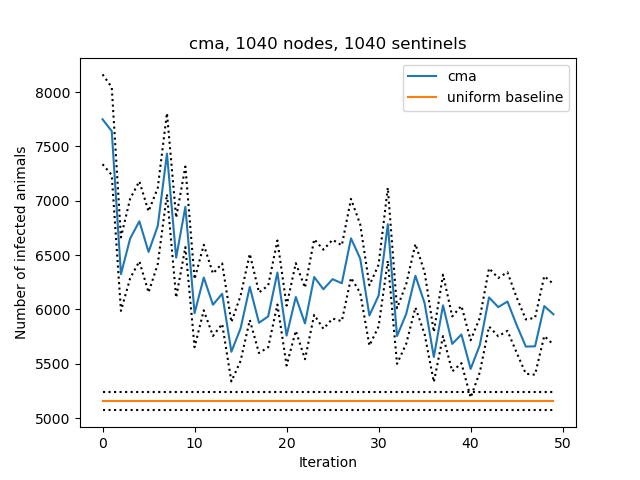 cma, 1040 nodes, 1040 sentinels
cma
uniform baseline
Number of infected animals
8000
7500
7000
6500
6000
5500
5000
0 10 20 30 40 50
Iteration